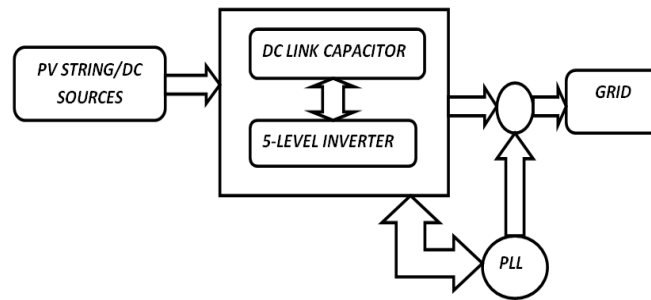 PV STRING/DC
SOURCES
DC LINK CAPACITOR
5-LEVEL INVERTER
GRID
PLL